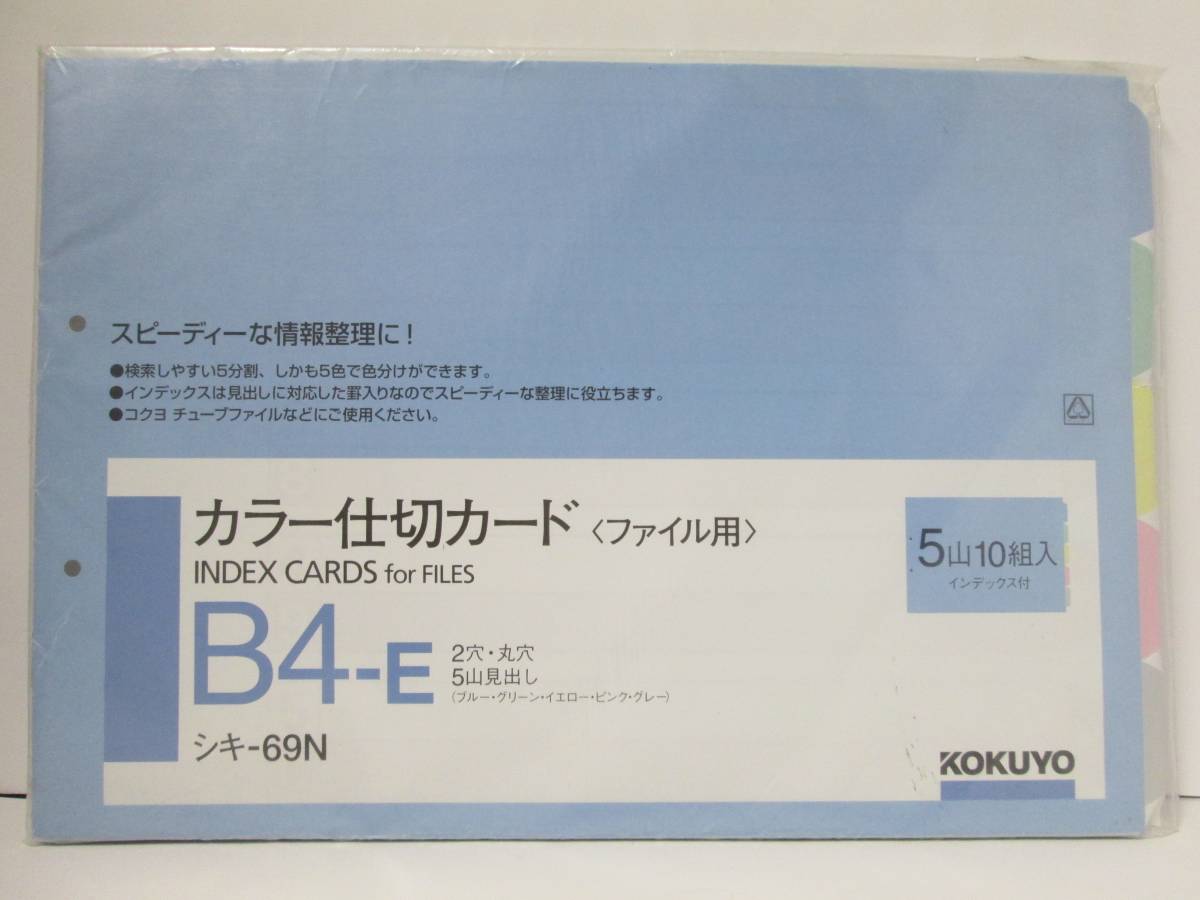 スピーディーな情報整理に!
●検索しやすい5分割、しかも5色で色分けができます。
●インデックスは見出しに対応した罫入りなのでスピーディーな整理に役立ちます。
●コクヨ チューブファイルなどにご使用ください。
カラー仕切カード〈ファイル用〉
INDEX CARDS for FILES
B4-E
2穴・丸穴
5山見出し
(ブルー・グリーン・イエロー・ピンク・グレー)
シキ-69N
5山10組入
インデックス付
KOKUYO